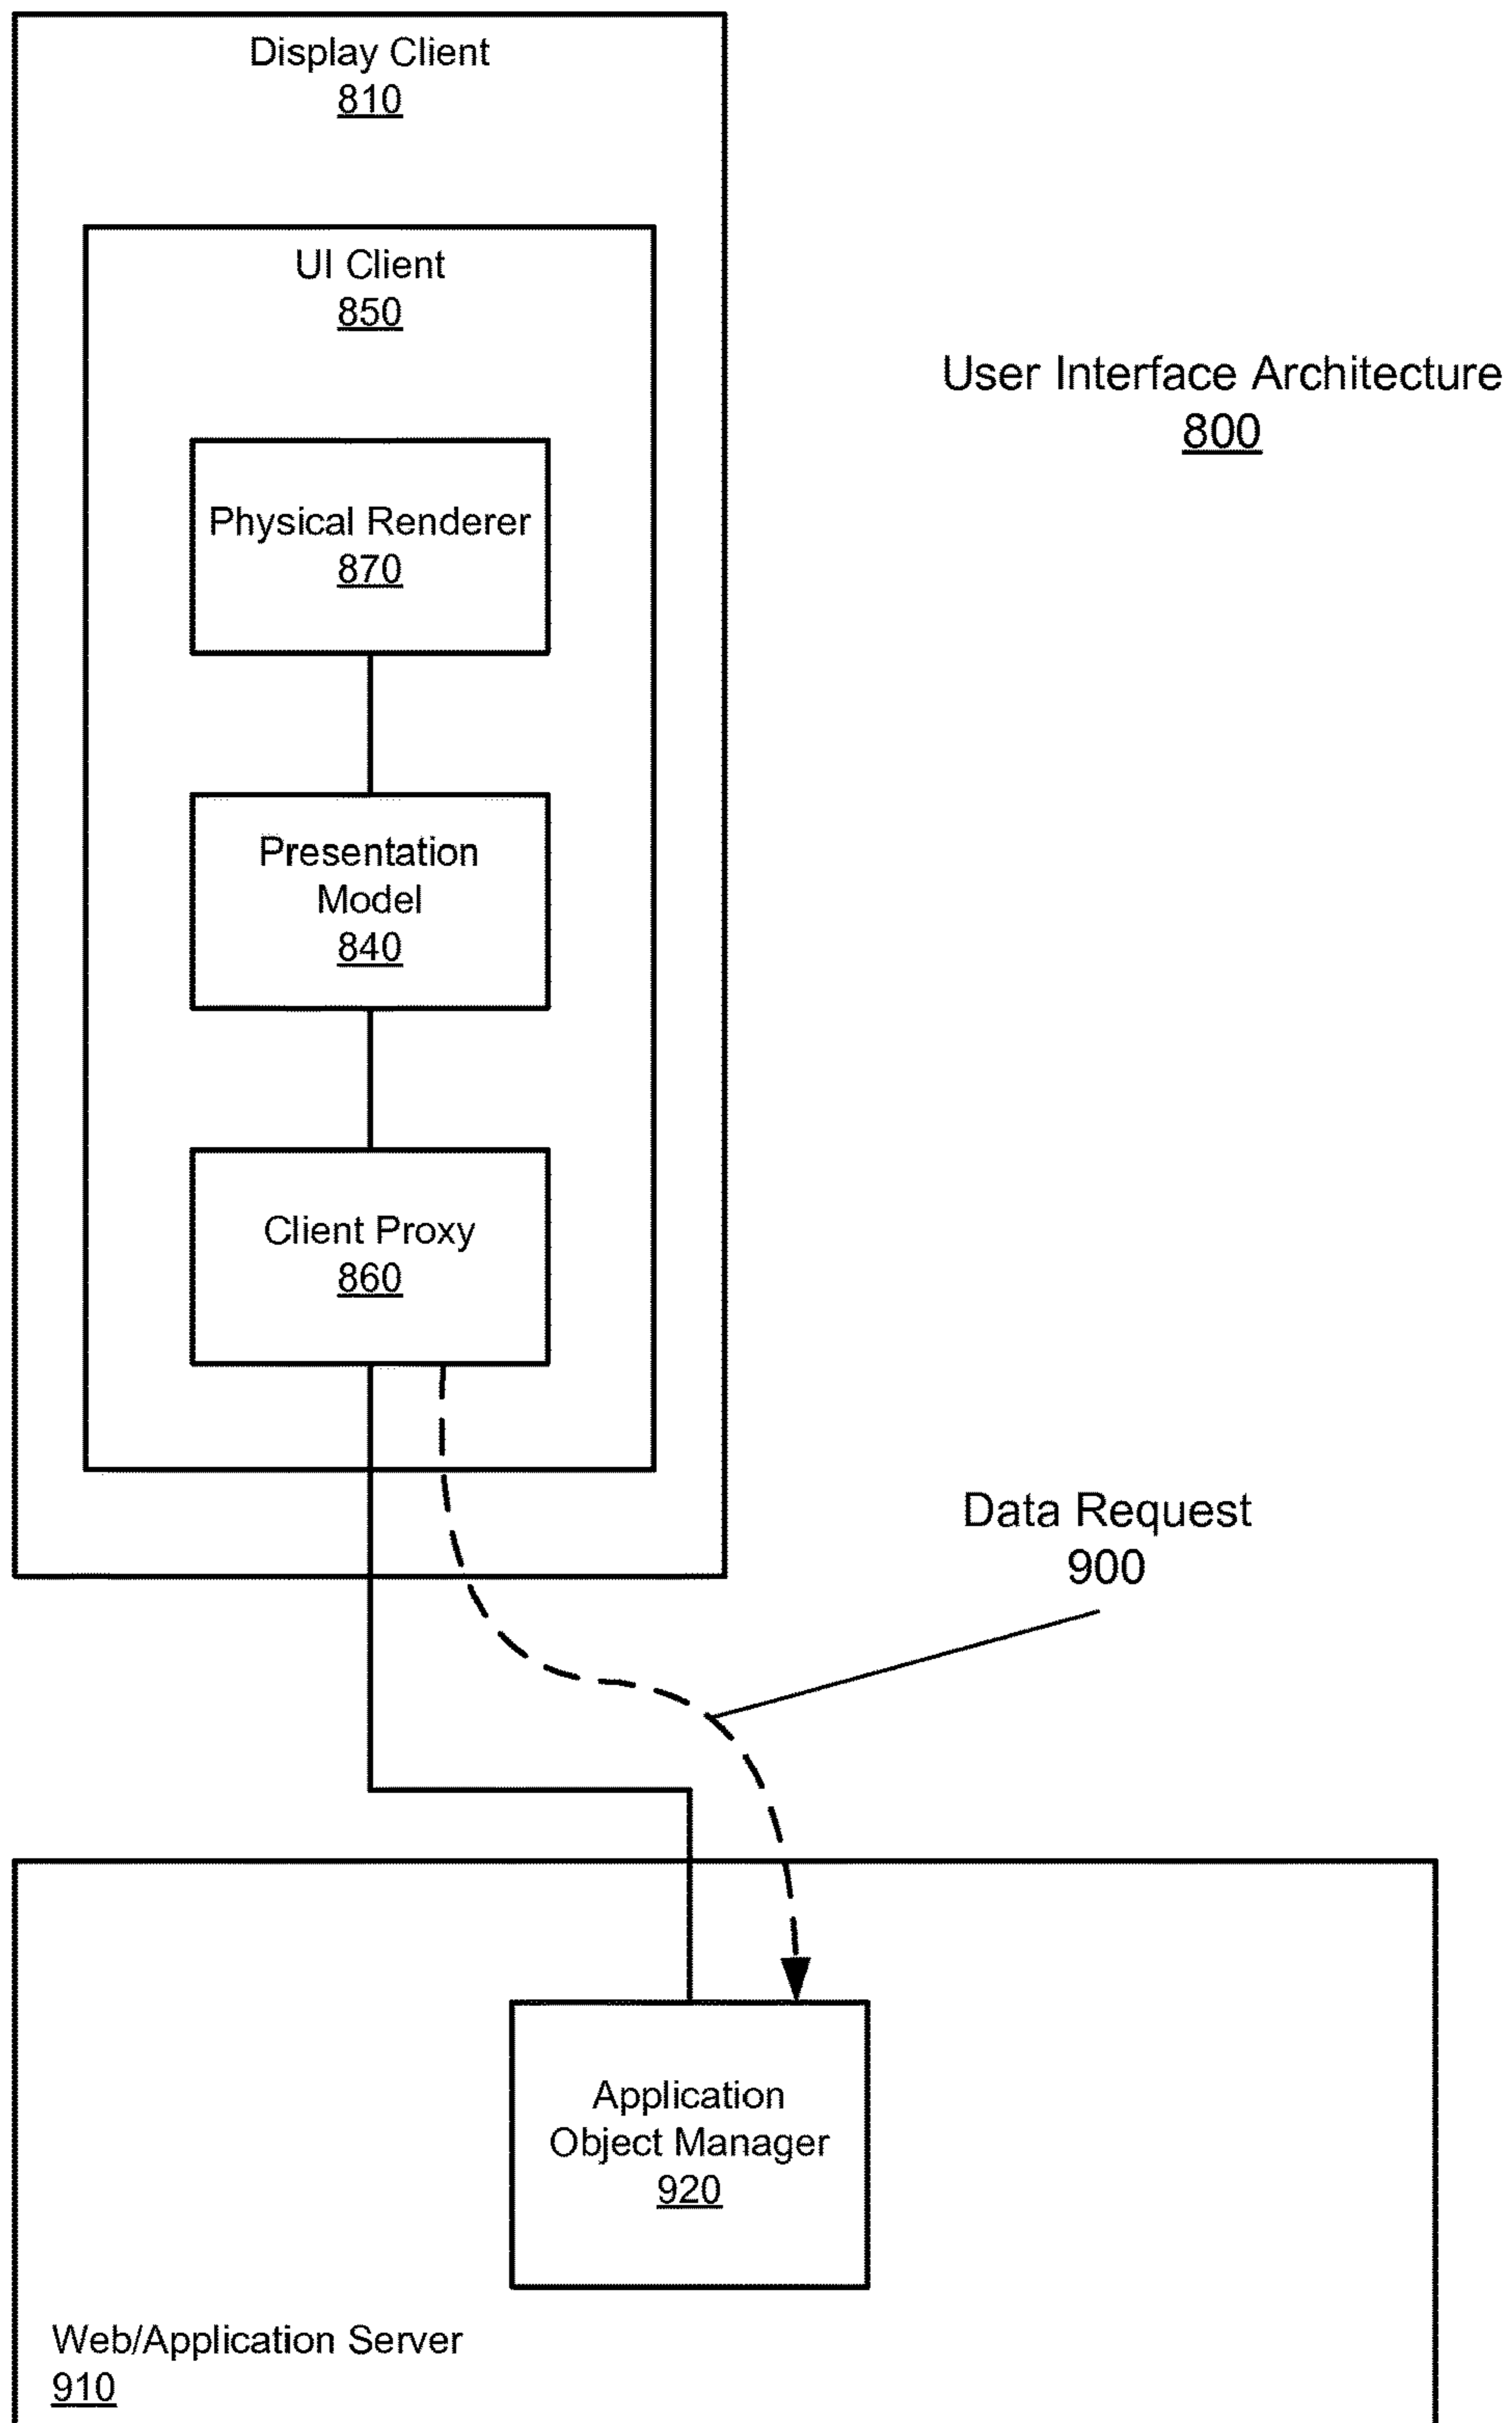 Display Client
810
UI Client
850
User Interface Architecture
800
Physical Renderer
870
Presentation
Model
840
Client Proxy
860
Data Request
900
Application
Object Manager
920
Web/Application Server
910